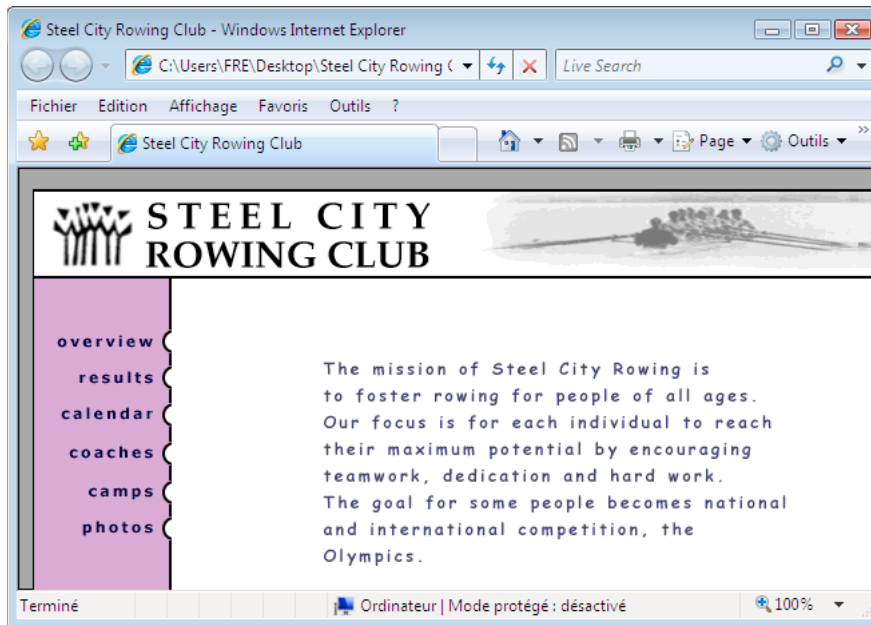 Steel City Rowing Club - Windows Internet Explorer
C:\Users\FRE\Desktop\Steel City Rowing C Live Search
Fichier Edition Affichage Favoris Outils ?
Steel City Rowing Club Page Outils »
STEEL CITY
ROWING CLUB
overview
results
calendar
coaches
camps
photos
The mission of Steel City Rowing is
to foster rowing for people of all ages.
Our focus is for each individual to reach
their maximum potential by encouraging
teamwork, dedication and hard work.
The goal for some people becomes national
and international competition, the
Olympics.
Terminé Ordinateur | Mode protégé : désactivé 100%